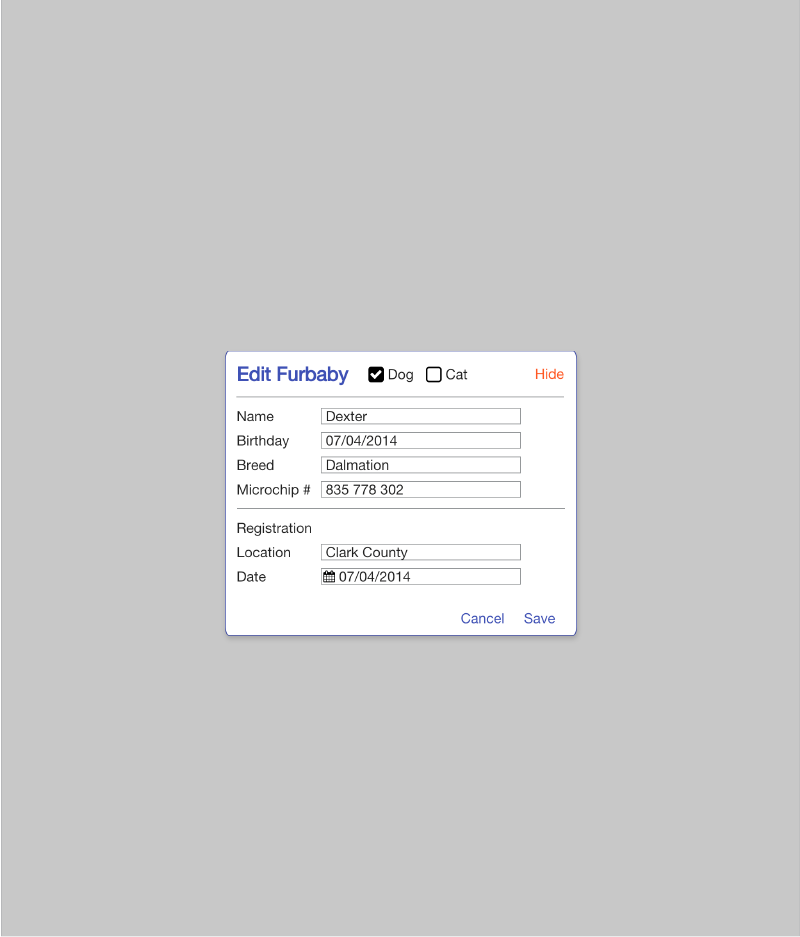 Edit Furbaby Dog Cat Hide
Name Dexter
Birthday 07/04/2014
Breed Dalmation
Microchip # 835 778 302
Registration
Location Clark County
Date 07/04/2014
Cancel Save